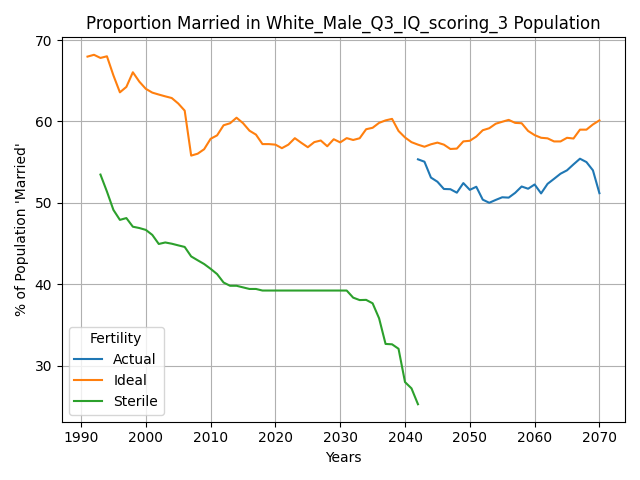 Proportion Married in White_Male_Q3_IQ_scoring_3 Population
% of Population 'Married'
70
60
50
40
30
Fertility
Actual
Ideal
Sterile
1990 2000 2010 2020 2030 2040 2050 2060 2070
Years